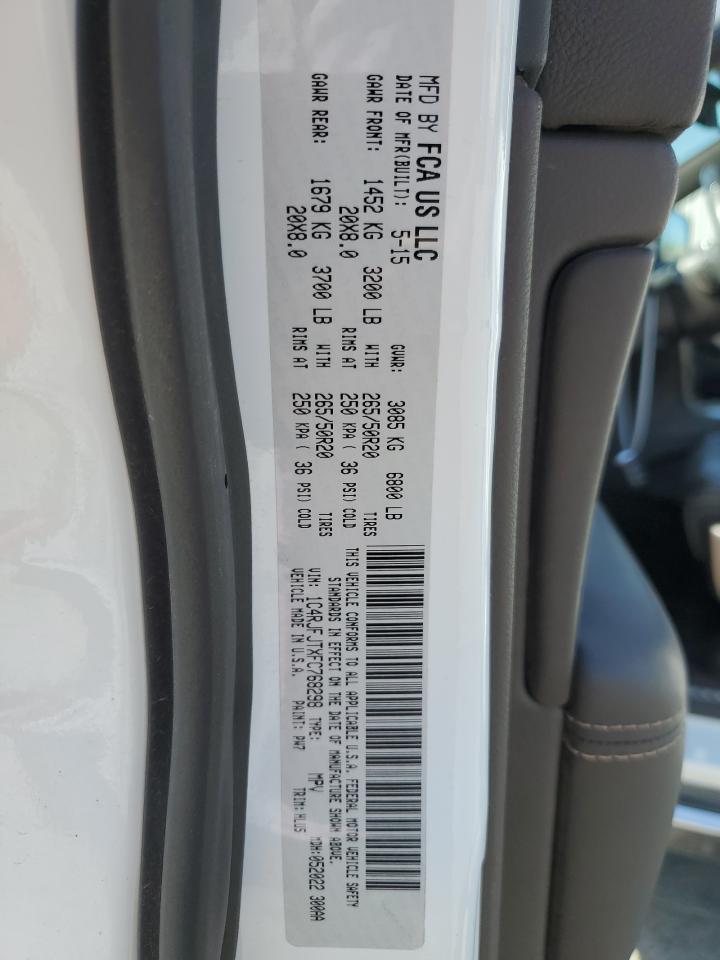 MFD BY FCA US LLC
DATE OF MFR(BUILT): 5-15 GVWR: 3085 KG 6800 LB
GAWR FRONT: 1452 KG 3200 LB WITH 265/50R20 TIRES
20X8.0 RIMS AT 250 KPA ( 36 PSI) COLD
GAWR REAR: 1679 KG 3700 LB WITH 265/50R20 TIRES
20X8.0 RIMS AT 250 KPA ( 36 PSI) COLD
THIS VEHICLE CONFORMS TO ALL APPLICABLE U.S.A. FEDERAL MOTOR VEHICLE SAFETY
STANDARDS IN EFFECT ON THE DATE OF MANUFACTURE SHOWN ABOVE.
VIN: 1C4RJFJTXFC768298 TYPE: MPV MDH:052022 300AA
VEHICLE MADE IN U.S.A. PAINT: PW7 TRIM: HLU5